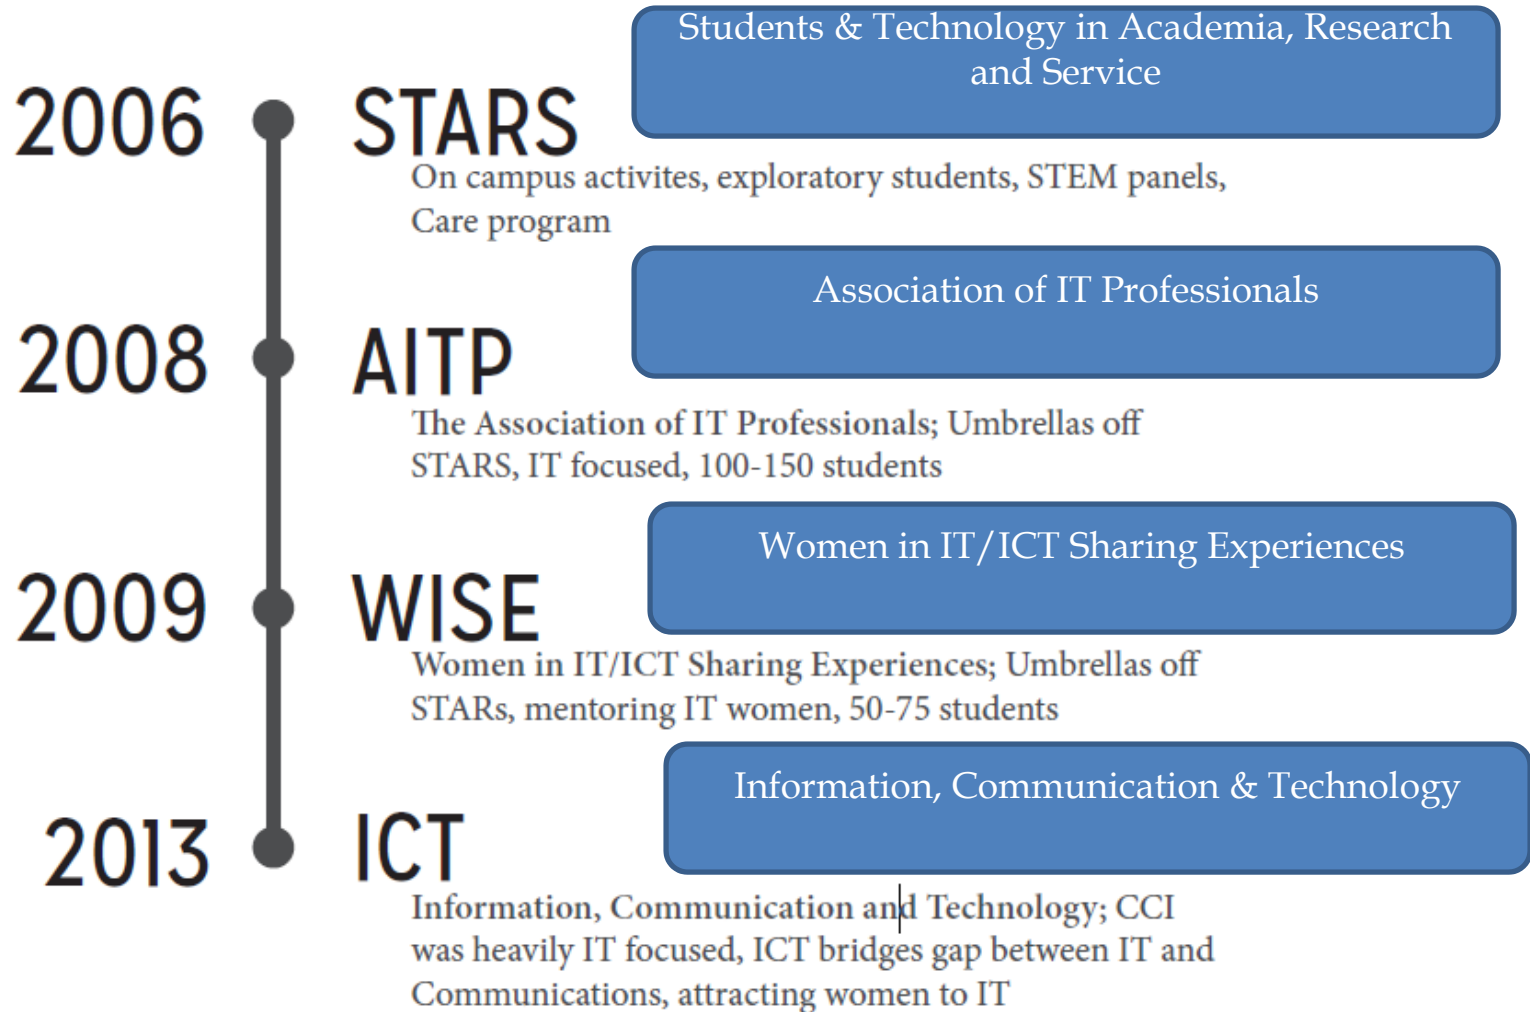 Students & Technology in Academia, Research
and Service
2006
STARS
On campus activites, exploratory students, STEM panels,
Care program
Association of IT Professionals
2008
AITP
The Association of IT Professionals; Umbrellas off
STARS, IT focused, 100-150 students
Women in IT/ICT Sharing Experiences
2009
WISE
Women in IT/ICT Sharing Experiences; Umbrellas off
STARs, mentoring IT women, 50-75 students
Information, Communication & Technology
2013
ICT
Information, Communication and Technology; CCI
was heavily IT focused, ICT bridges gap between IT and
Communications, attracting women to IT